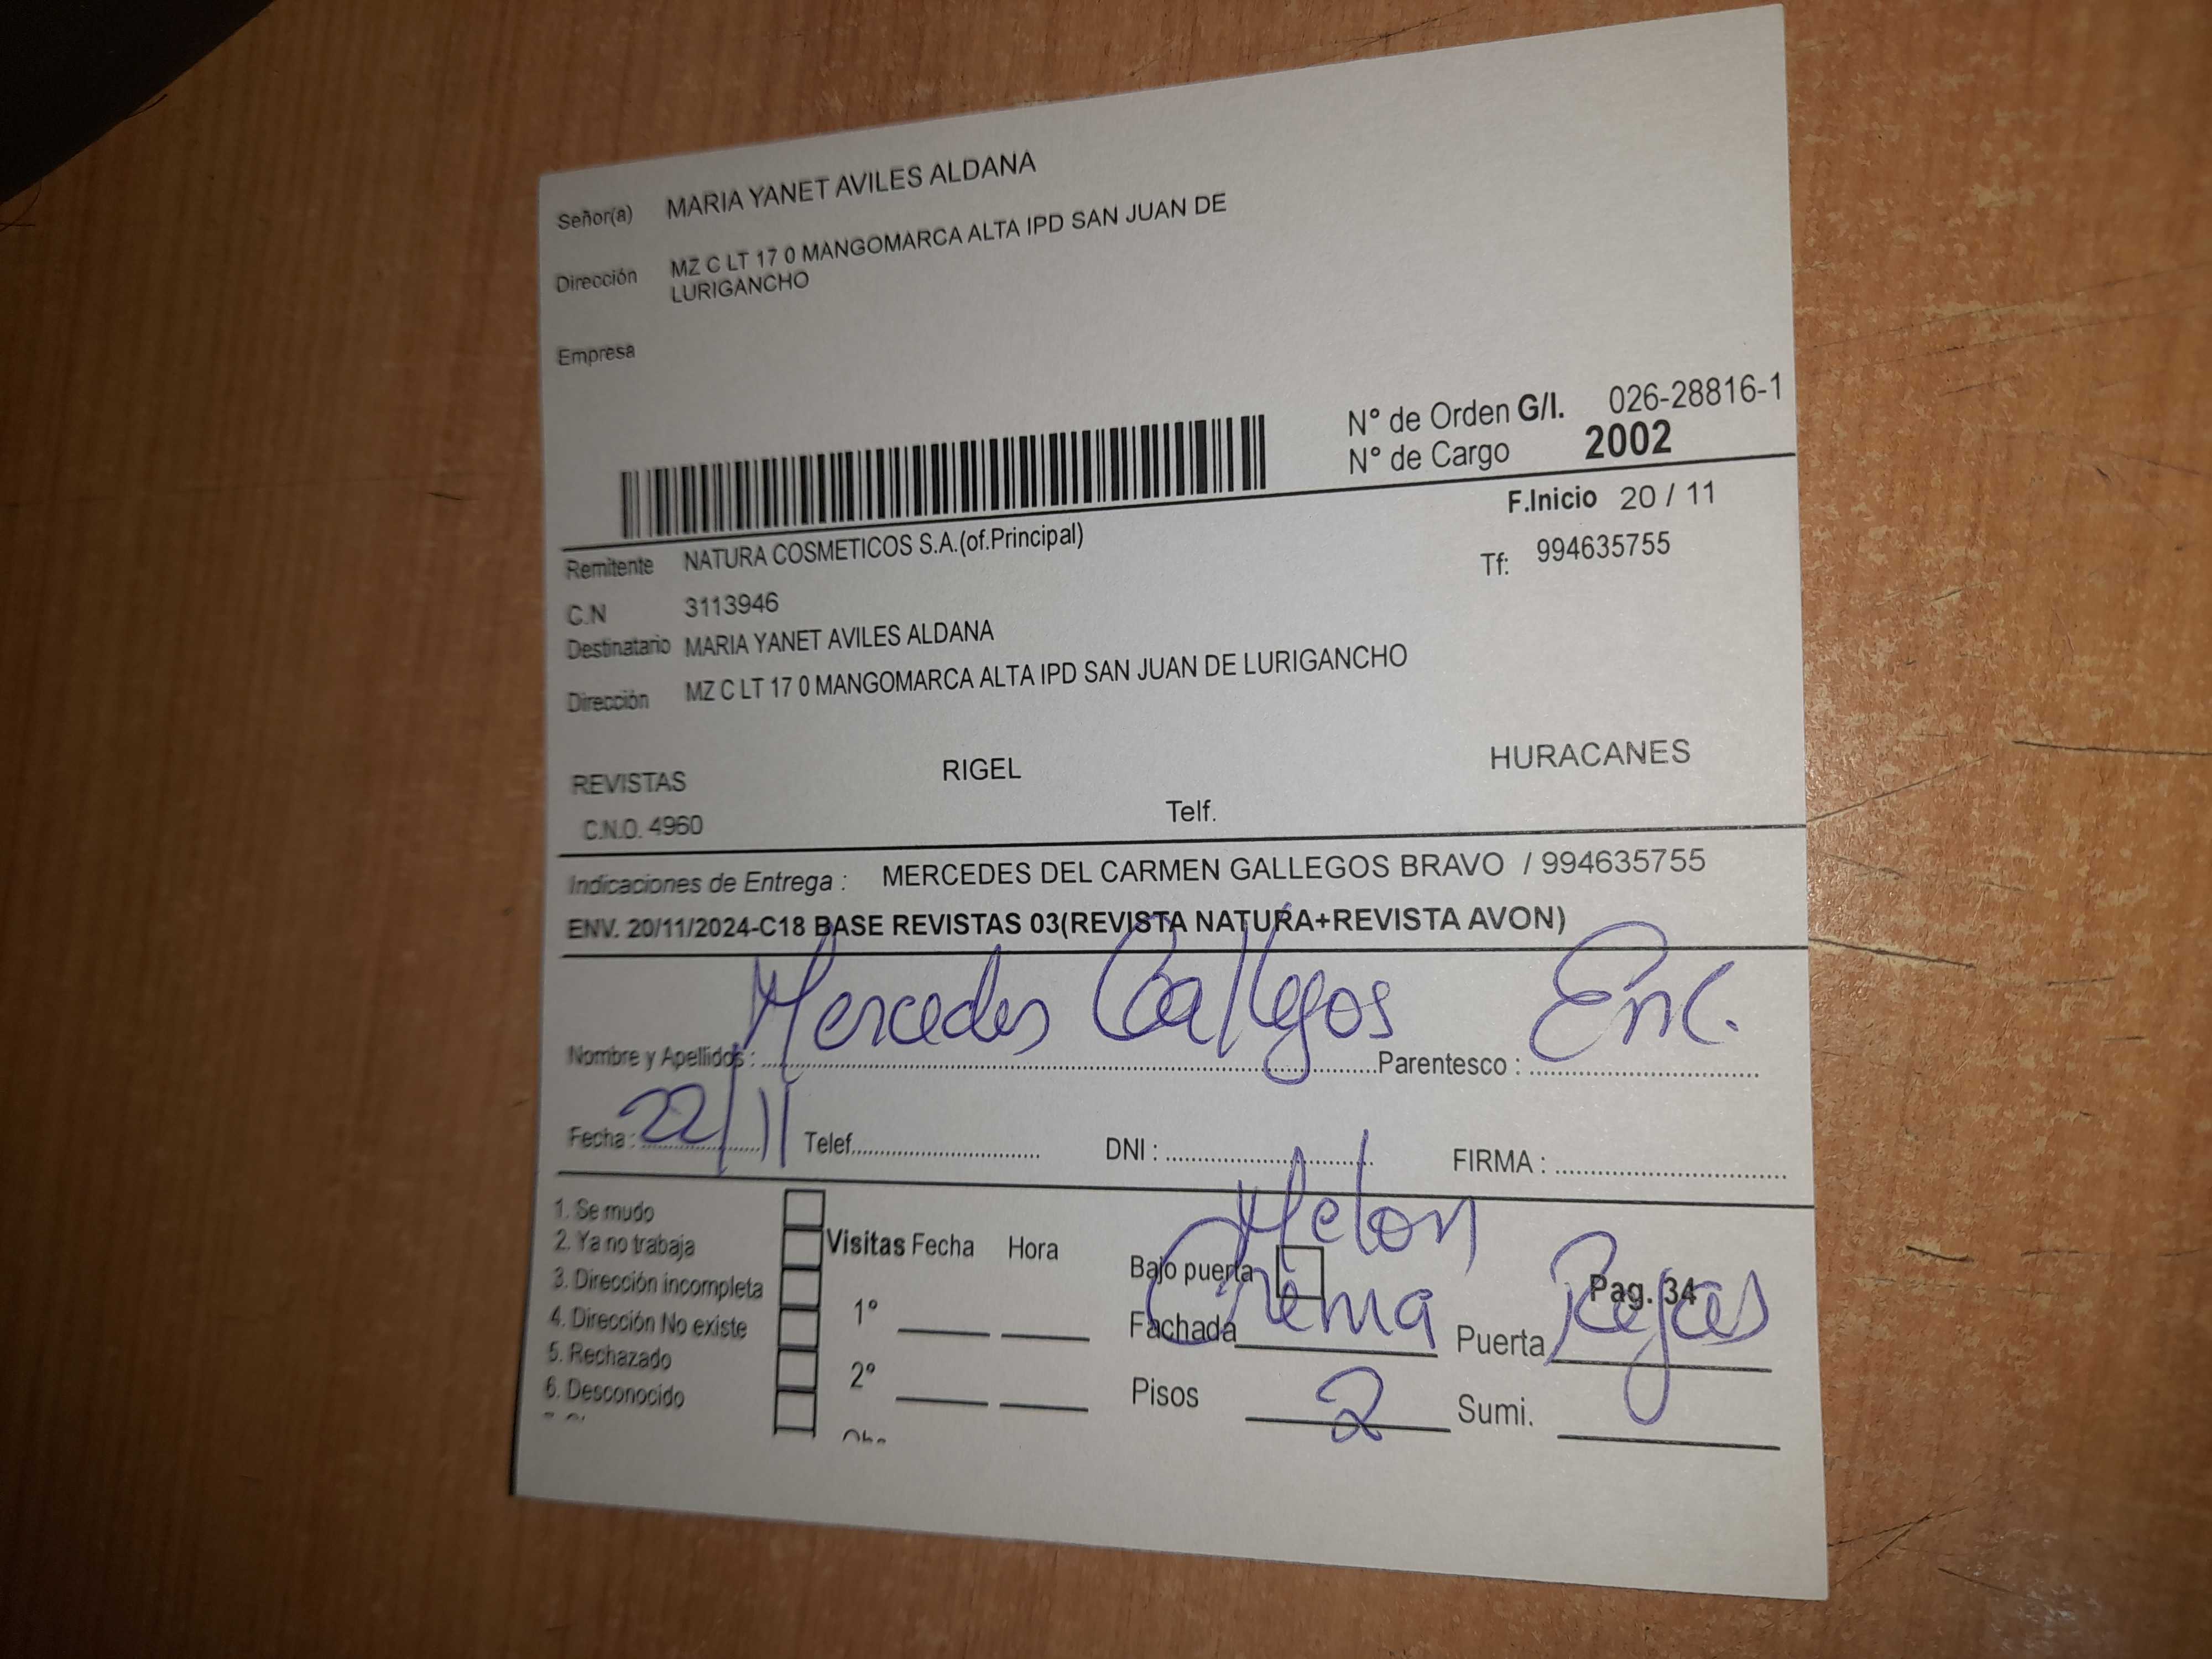 Señor(a) MARIA YANET AVILES ALDANA
Dirección MZ C LT 17 0 MANGOMARCA ALTA IPD SAN JUAN DE
LURIGANCHO
Empresa
N° de Orden G/I. 026-28816-1
N° de Cargo 2002
F.Inicio 20 / 11
Remitente NATURA COSMETICOS S.A.(of.Principal)
Tf: 994635755
C.N 3113946
Destinatario MARIA YANET AVILES ALDANA
Dirección MZ C LT 17 0 MANGOMARCA ALTA IPD SAN JUAN DE LURIGANCHO
REVISTAS RIGEL HURACANES
C.N.O. 4960 Telf.
Indicaciones de Entrega : MERCEDES DEL CARMEN GALLEGOS BRAVO / 994635755
ENV. 20/11/2024-C18 BASE REVISTAS 03(REVISTA NATURA+REVISTA AVON)
Nombre y Apellidos : Mercedes Gallegos Parentesco : Enc.
Fecha : 22/11 Telef. DNI : FIRMA :
1. Se mudo
2. Ya no trabaja
3. Dirección incompleta
4. Dirección No existe
5. Rechazado
6. Desconocido
Visitas Fecha Hora
1°
2°
Melon
Bajo puerta Pag. 34
Fachada Crema Puerta Rejas
Pisos 2 Sumi.